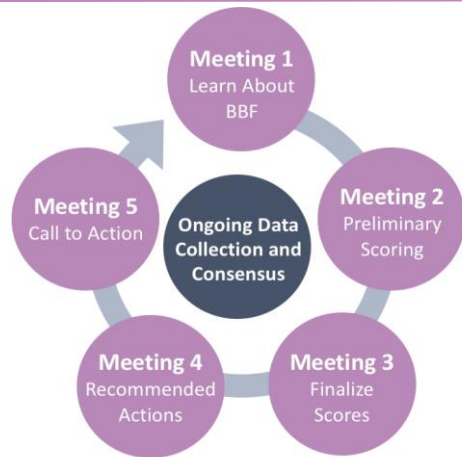 Meeting 1
Learn About
BBF
Meeting 2
Preliminary
Scoring
Meeting 3
Finalize
Scores
Meeting 4
Recommended
Actions
Meeting 5
Call to Action
Ongoing Data
Collection and
Consensus